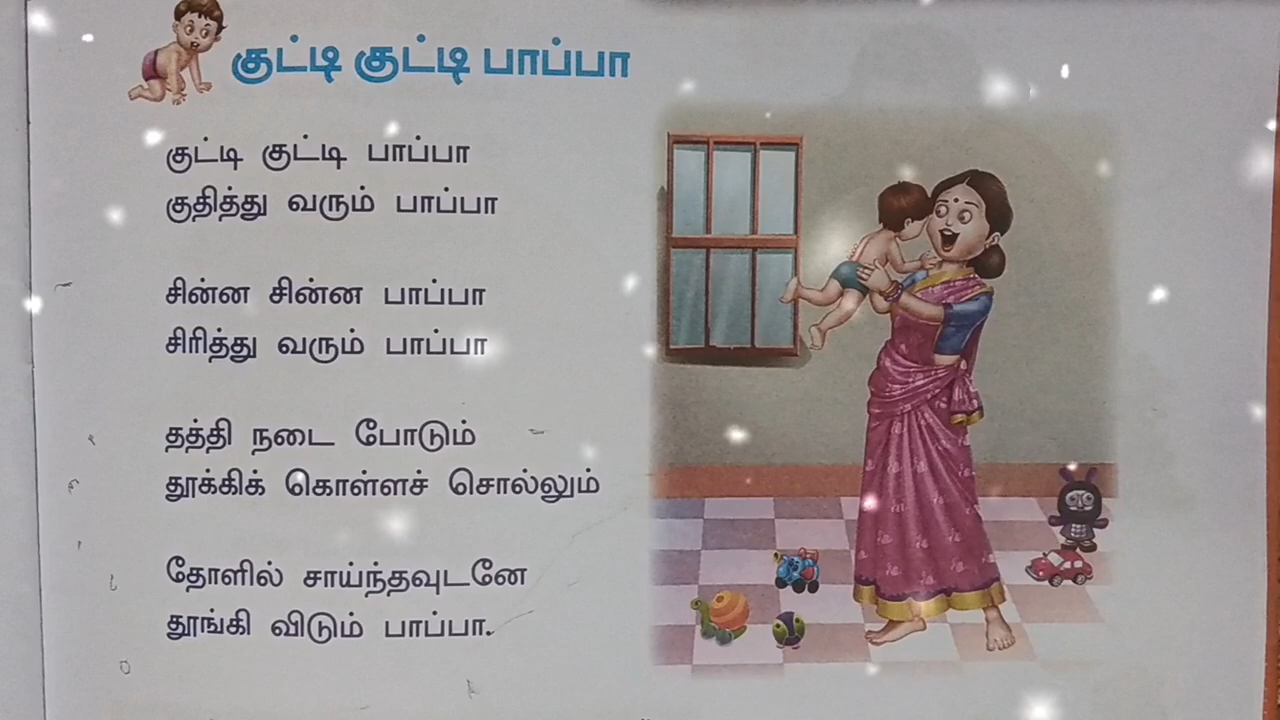 குட்டி குட்டி பாப்பா
குட்டி குட்டி பாப்பா
குதித்து வரும் பாப்பா
சின்ன சின்ன பாப்பா
சிரித்து வரும் பாப்பா
தத்தி நடை போடும்
தூக்கிக் கொள்ளச் சொல்லும்
தோளில் சாய்ந்தவுடனே
தூங்கி விடும் பாப்பா.